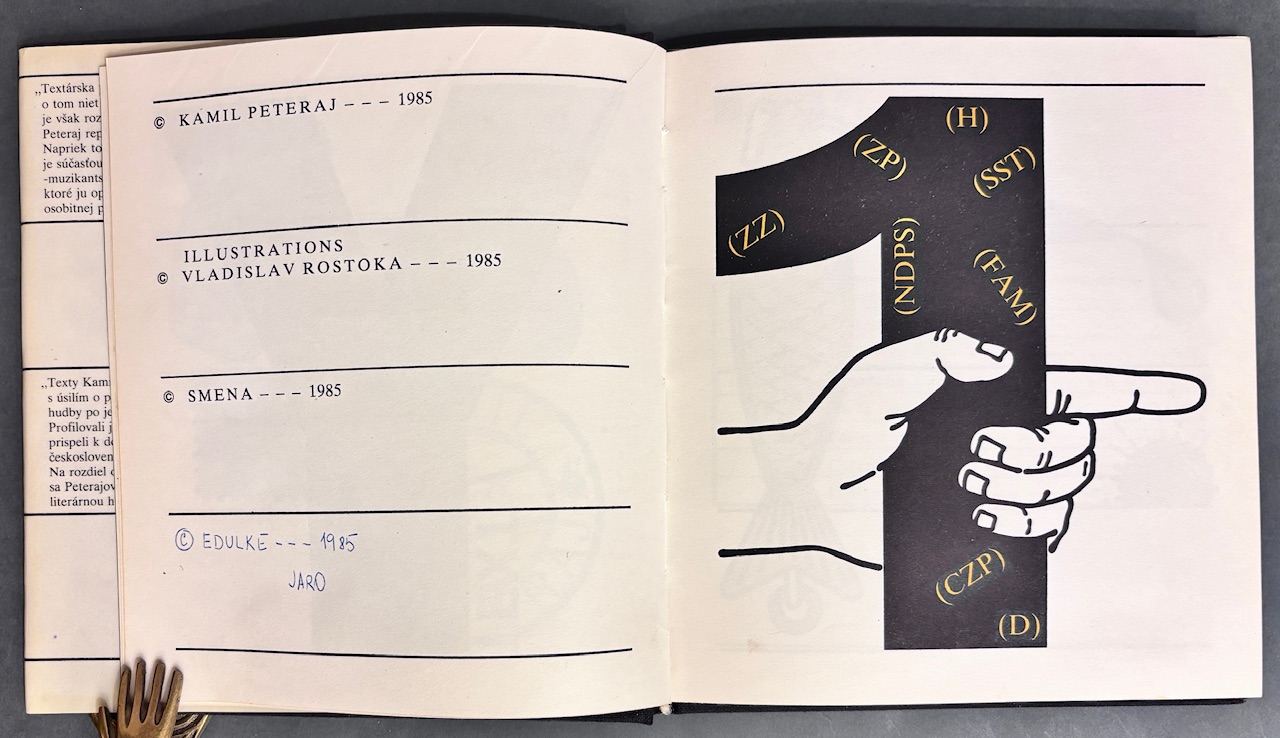 „Textárska
o tom niet
je však roz
Peteraj rep
Napriek to
je súčasťou
-muzikants
ktoré ju op
osobitnej p
„Texty Kam
s úsilím o p
hudby po je
Profilovali j
prispeli k do
českosloven
Na rozdiel o
sa Peterajov
literárnou h
© KAMIL PETERAJ – – – 1985
ILLUSTRATIONS
© VLADISLAV ROSTOKA – – – 1985
© SMENA – – – 1985
© EDULKE - - - 1985
JARO
(H)
(ZP)
(SST)
(ZZ)
(NDPS)
(FAM)
(CZP)
(D)